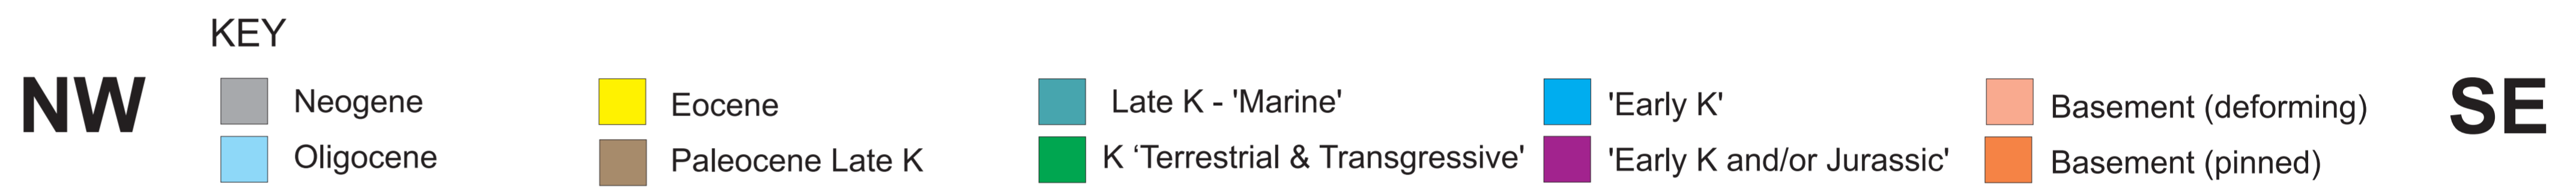 KEY
NW
Neogene
Eocene
Late K - 'Marine'
'Early K'
Basement (deforming)
SE
Oligocene
Paleocene Late K
K ‘Terrestrial & Transgressive'
'Early K and/or Jurassic'
Basement (pinned)